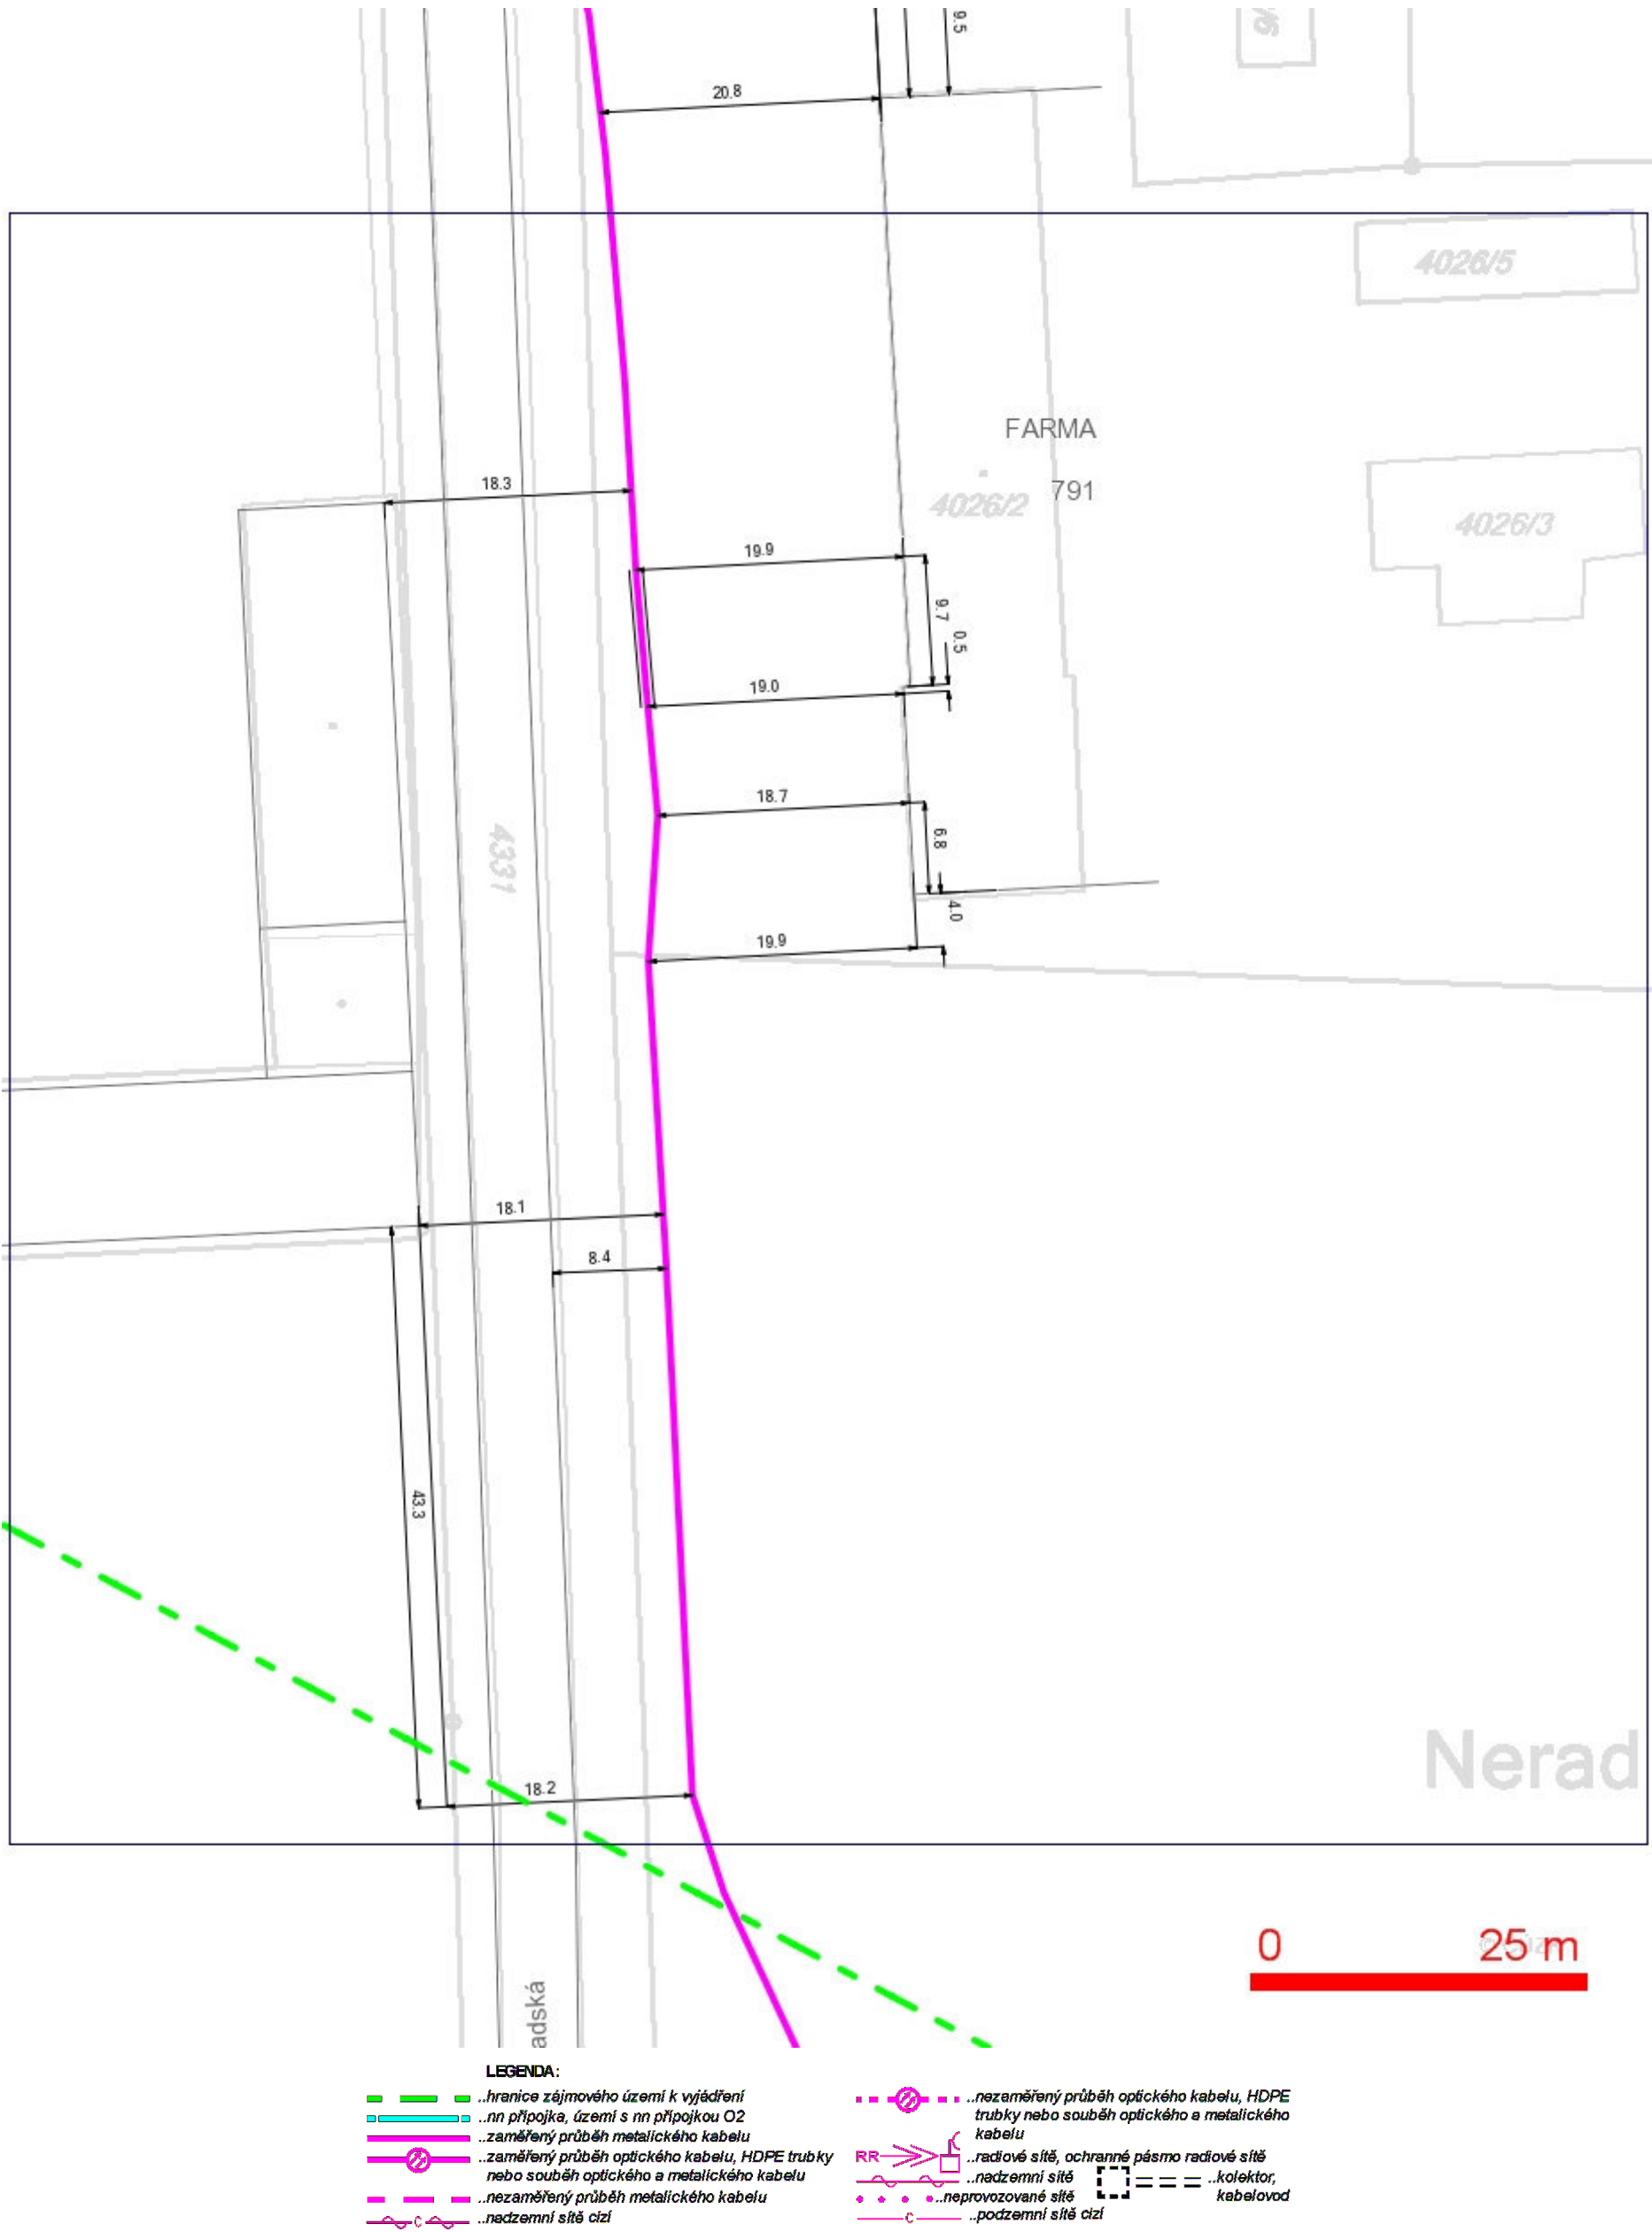 9.5
20.8
4026/5
FARMA
791
4026/2
4026/3
18.3
19.9
9.7
0.5
19.0
18.7
6.8
4.0
4331
19.9
18.1
8.4
43.3
18.2
Nerad
0 25 m
adská
LEGENDA:
..hranice zájmového území k vyjádření
..nn přípojka, území s nn přípojkou O2
..zaměřený průběh metalického kabelu
..zaměřený průběh optického kabelu, HDPE trubky
nebo souběh optického a metalického kabelu
..nezaměřený průběh metalického kabelu
C ..nadzemní sítě cizí
..nezaměřený průběh optického kabelu, HDPE
trubky nebo souběh optického a metalického
kabelu
RR ..radiové sítě, ochranné pásmo radiové sítě
..nadzemní sítě
..kolektor,
kabelovod
..neprovozované sítě
C ..podzemní sítě cizí